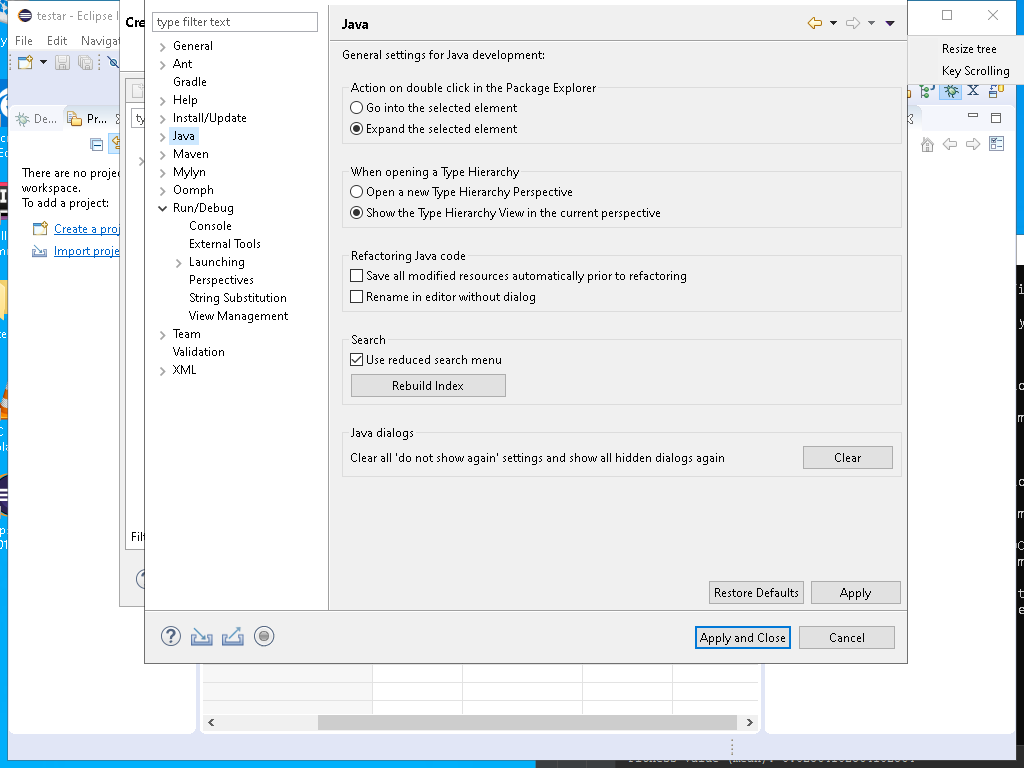 testar - Eclipse I
File Edit Naviga
Cre
type filter text
General
Ant
Gradle
Help
Install/Update
Java
Maven
Mylyn
Oomph
Run/Debug
Console
External Tools
Launching
Perspectives
String Substitution
View Management
Team
Validation
XML
Java
General settings for Java development:
Action on double click in the Package Explorer
Go into the selected element
Expand the selected element
When opening a Type Hierarchy
Open a new Type Hierarchy Perspective
Show the Type Hierarchy View in the current perspective
Refactoring Java code
Save all modified resources automatically prior to refactoring
Rename in editor without dialog
Search
Use reduced search menu
Rebuild Index
Java dialogs
Clear all 'do not show again' settings and show all hidden dialogs again
Clear
Restore Defaults
Apply
Apply and Close
Cancel
Resize tree
Key Scrolling
De...
Pr...
ty
There are no proje
workspace.
To add a project:
Create a proj
Import proje
Filt